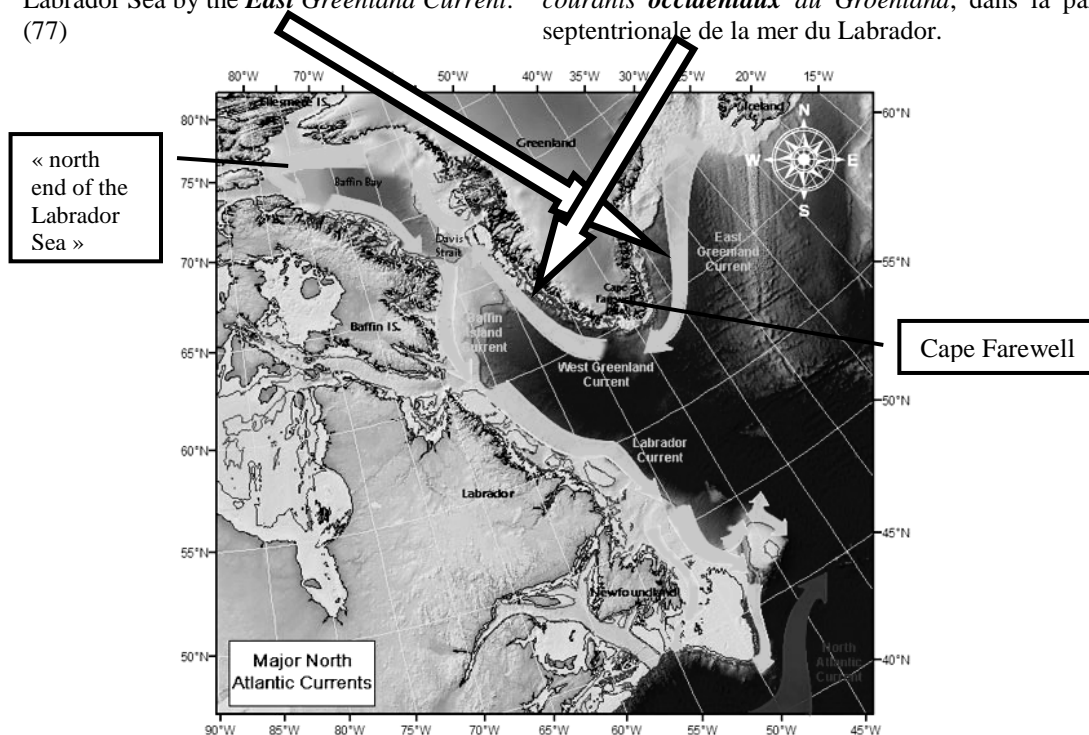 Labrador Sea by the East Greenland Current.
(77)
courants occidentaux du Groenland, dans la par
septentrionale de la mer du Labrador.
80°W 70°W 50°W 40°W 35°W 30°W 25°W 20°W 15°W
80°N
75°N
70°N
65°N
60°N
55°N
50°N
60°N
55°N
50°N
45°N
40°N
90°W 85°W 80°W 75°W 70°W 65°W 60°W 55°W 50°W 45°W
« north
end of the
Labrador
Sea »
Ellesmere IS.
Greenland
Iceland
N
W
E
S
Baffin Bay
Davis
Strait
East
Greenland
Current
Cape
Farewell
Baffin IS.
Baffin
Island
Current
West Greenland
Current
Cape Farewell
Labrador
Current
Labrador
Newfoundland
North
Atlantic
Current
Major North
Atlantic Currents